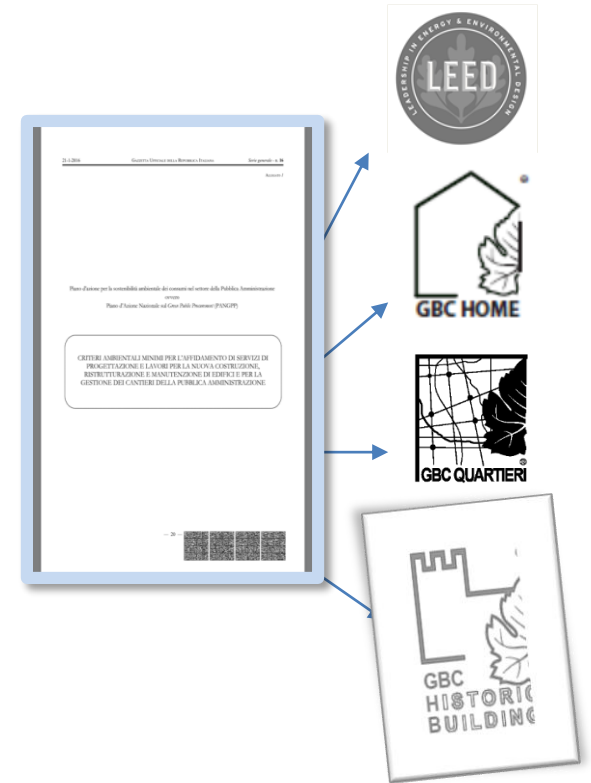 LEADERSHIP IN ENERGY & ENVIRONMENTAL DESIGN
LEED
21-1-2016 GAZZETTA UFFICIALE DELLA REPUBBLICA ITALIANA Serie generale - n. 16
ALLEGATO 1
Piano d'azione per la sostenibilità ambientale dei consumi nel settore della Pubblica Amministrazione
ovvero
Piano d'Azione Nazionale sul Green Public Procurement (PANGPP)
CRITERI AMBIENTALI MINIMI PER L'AFFIDAMENTO DI SERVIZI DI
PROGETTAZIONE E LAVORI PER LA NUOVA COSTRUZIONE,
RISTRUTTURAZIONE E MANUTENZIONE DI EDIFICI E PER LA
GESTIONE DEI CANTIERI DELLA PUBBLICA AMMINISTRAZIONE
— 20 —
GBC HOME
GBC QUARTIERI
GBC
HISTORIC
BUILDING